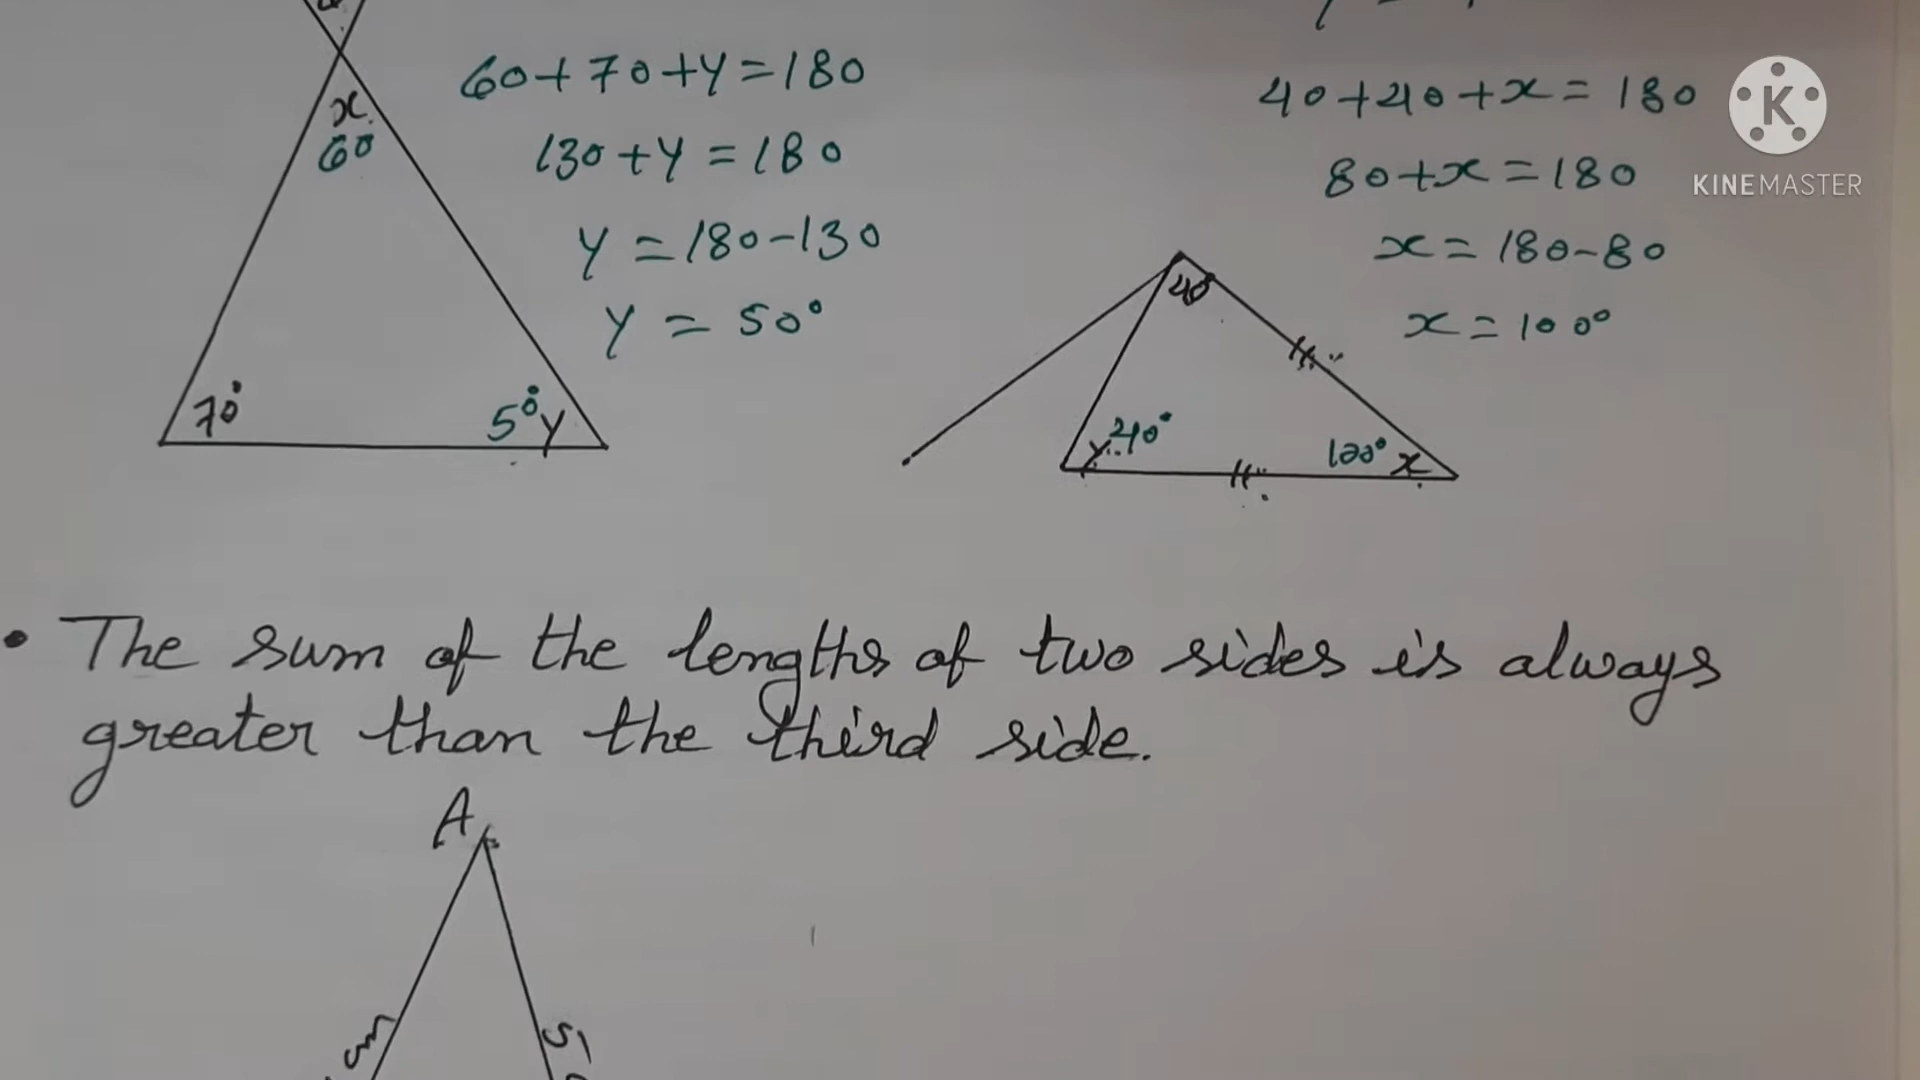 60+70+y=180
130+y=180
y=180-130
y=50°
x
60
70°
50°y
40+40+x=180
80+x=180
x=180-80
x=100°
40
y 40°
100° x
K
KINEMASTER
• The sum of the lengths of two sides is always
greater than the third side.
A